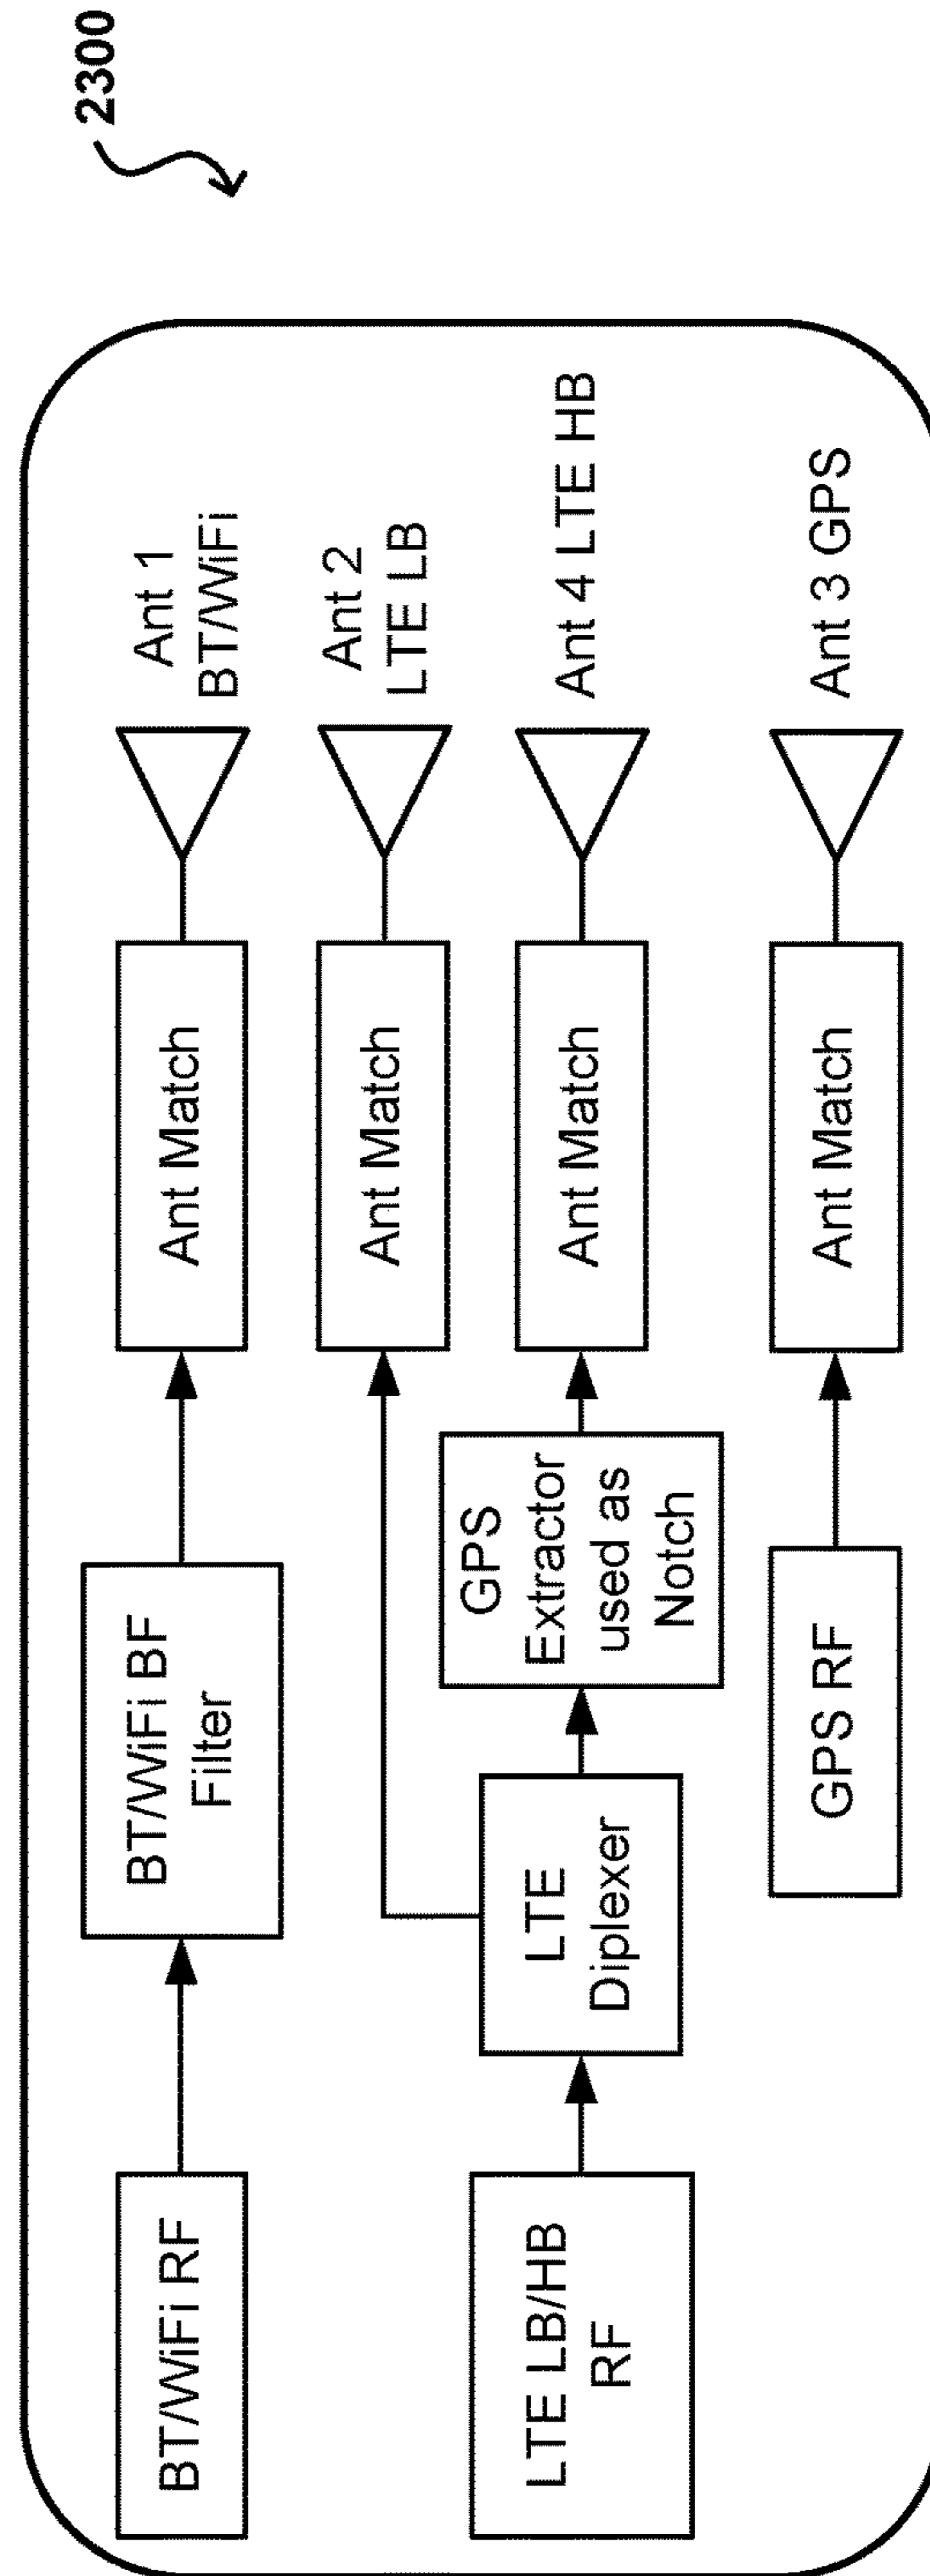 2300
BT/WiFi RF
BT/WiFi BF
Filter
Ant Match
Ant 1
BT/WiFi
Ant Match
Ant 2
LTE LB
LTE LB/HB
RF
LTE
Diplexer
GPS
Extractor
used as
Notch
Ant Match
Ant 4 LTE HB
GPS RF
Ant Match
Ant 3 GPS